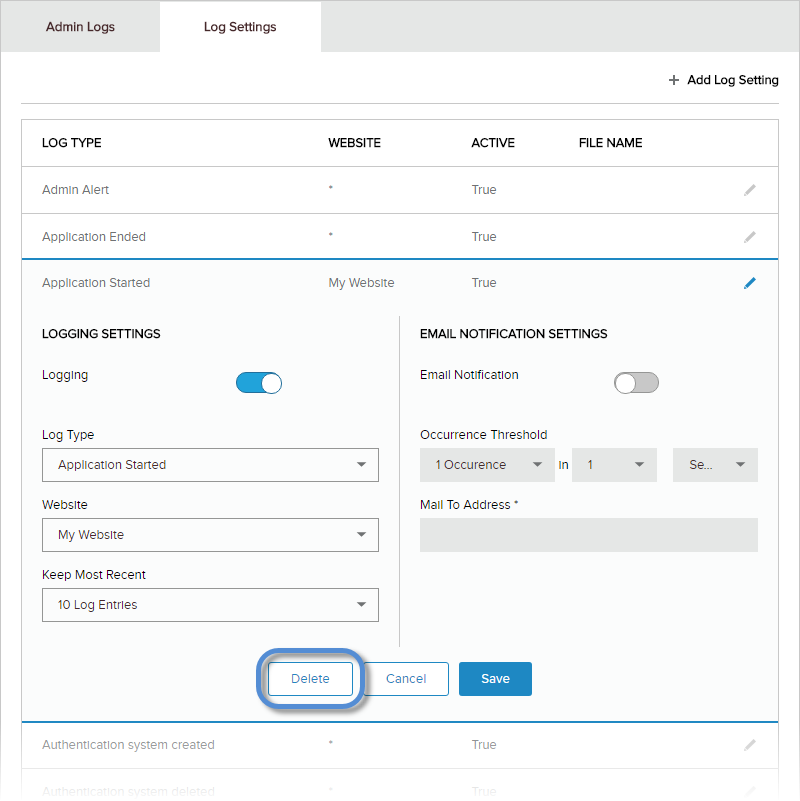 Admin Logs Log Settings
+ Add Log Setting
LOG TYPE WEBSITE ACTIVE FILE NAME
Admin Alert * True
Application Ended * True
Application Started My Website True
LOGGING SETTINGS
Logging
Log Type
Application Started
Website
My Website
Keep Most Recent
10 Log Entries
EMAIL NOTIFICATION SETTINGS
Email Notification
Occurrence Threshold
1 Occurence In 1 Se...
Mail To Address *
Delete Cancel Save
Authentication system created * True
Authentication system deleted * True